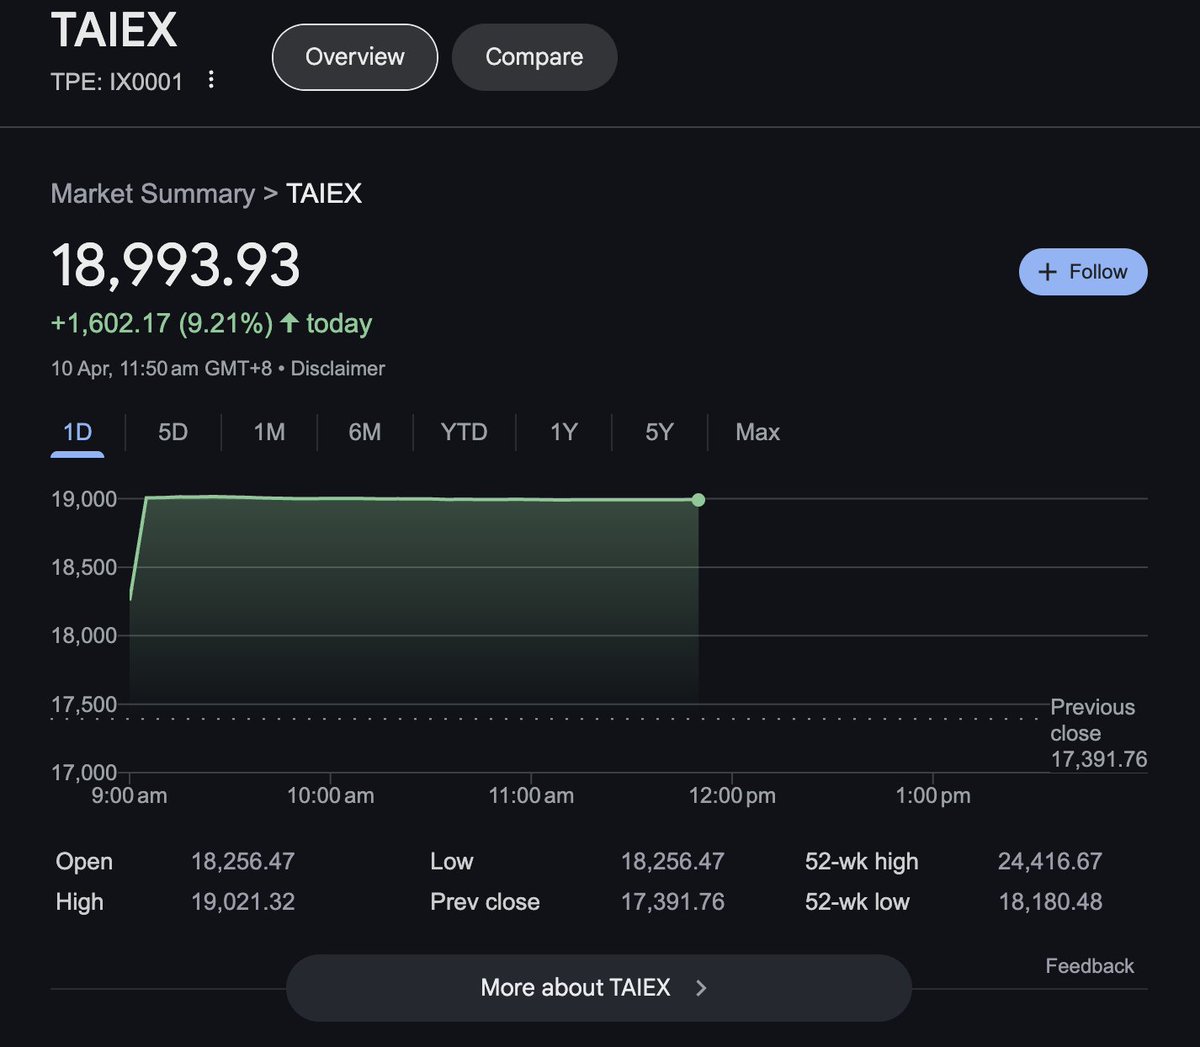 TAIEX
TPE: IX0001
Overview
Compare
Market Summary > TAIEX
18,993.93
+ Follow
+1,602.17 (9.21%) ↑ today
10 Apr, 11:50 am GMT+8 • Disclaimer
1D 5D 1M 6M YTD 1Y 5Y Max
19,000
18,500
18,000
17,500
Previous
close
17,391.76
17,000
9:00 am 10:00 am 11:00 am 12:00 pm 1:00 pm
Open 18,256.47 Low 18,256.47 52-wk high 24,416.67
High 19,021.32 Prev close 17,391.76 52-wk low 18,180.48
Feedback
More about TAIEX >